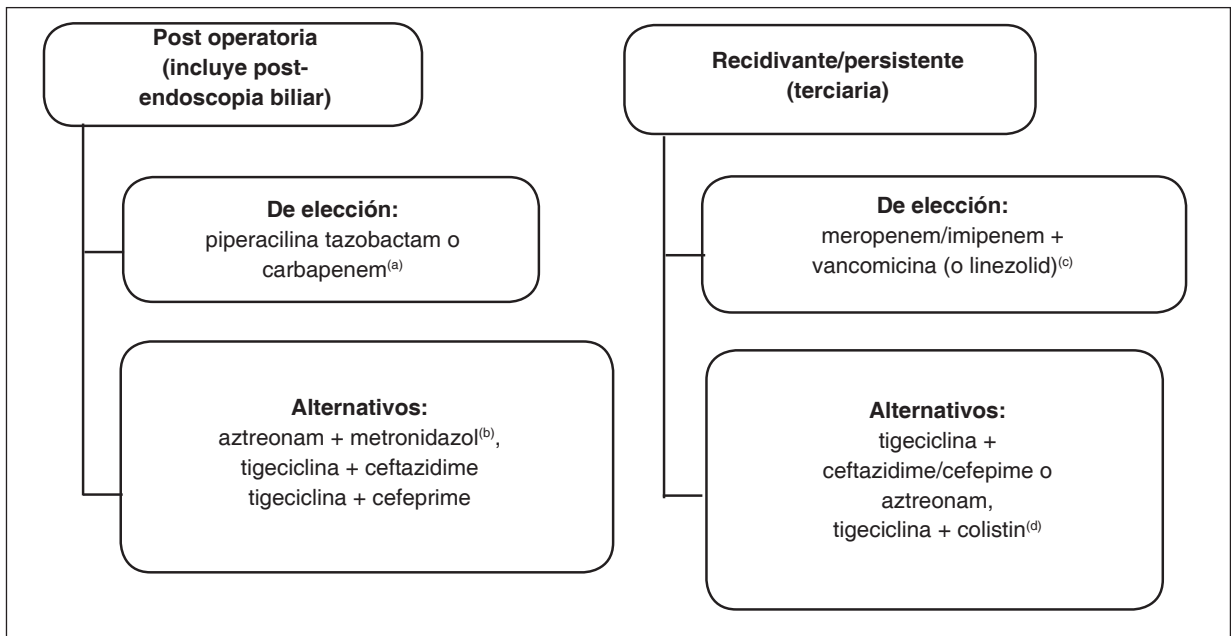 Post operatoria
(incluye post-
endoscopia biliar)
De elección:
piperacilina tazobactam o
carbapenem(a)
Alternativos:
aztreonam + metronidazol(b),
tigeciclina + ceftazidime
tigeciclina + cefeprime
Recidivante/persistente
(terciaria)
De elección:
meropenem/imipenem +
vancomicina (o linezolid)(c)
Alternativos:
tigeciclina +
ceftazidime/cefepime o
aztreonam,
tigeciclina + colistin(d)